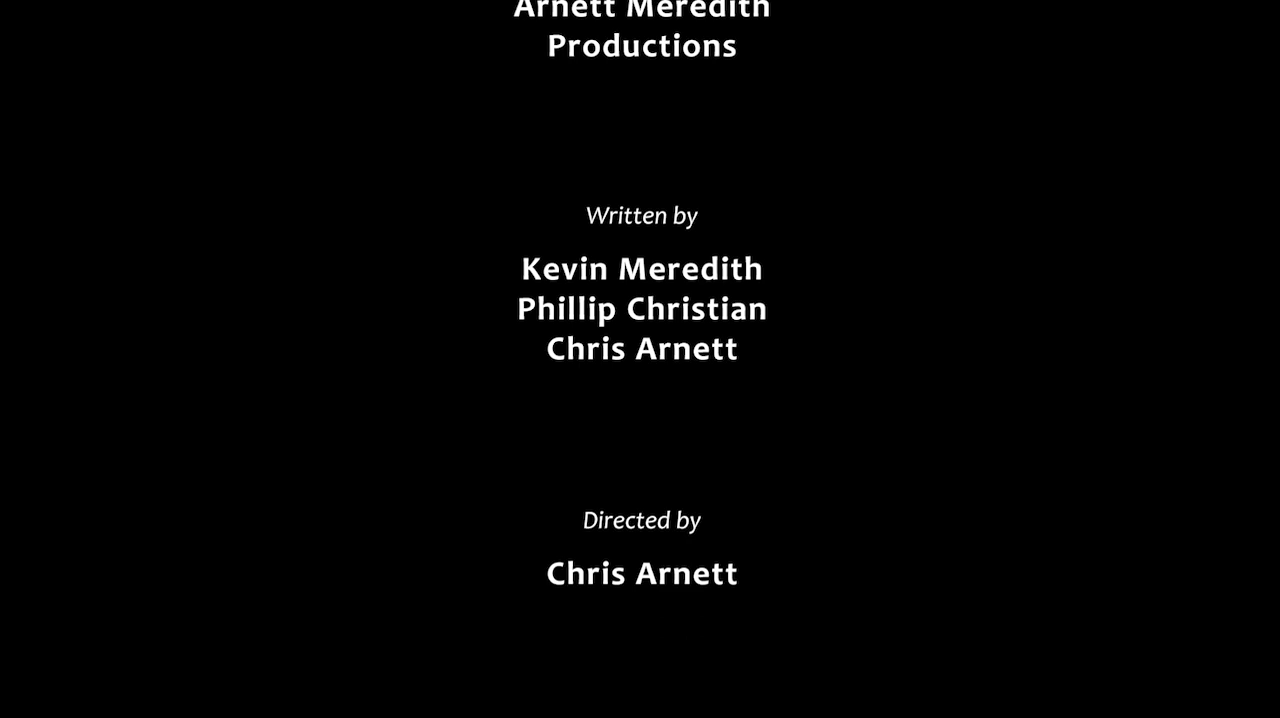 Arnett Meredith
Productions
Written by
Kevin Meredith
Phillip Christian
Chris Arnett
Directed by
Chris Arnett